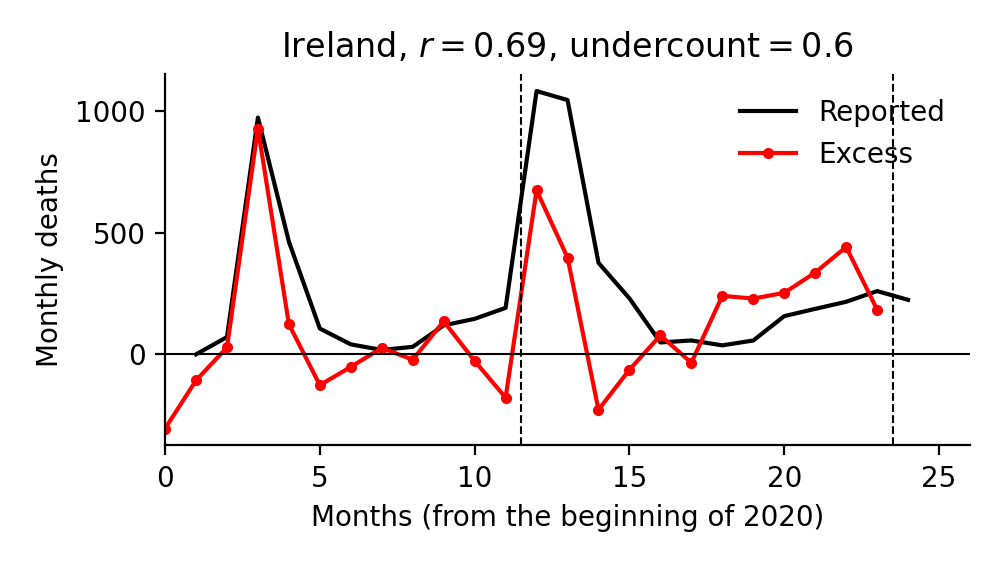 Ireland, r = 0.69, undercount = 0.6
Reported
Excess
Monthly deaths
1000
500
0
0 5 10 15 20 25
Months (from the beginning of 2020)